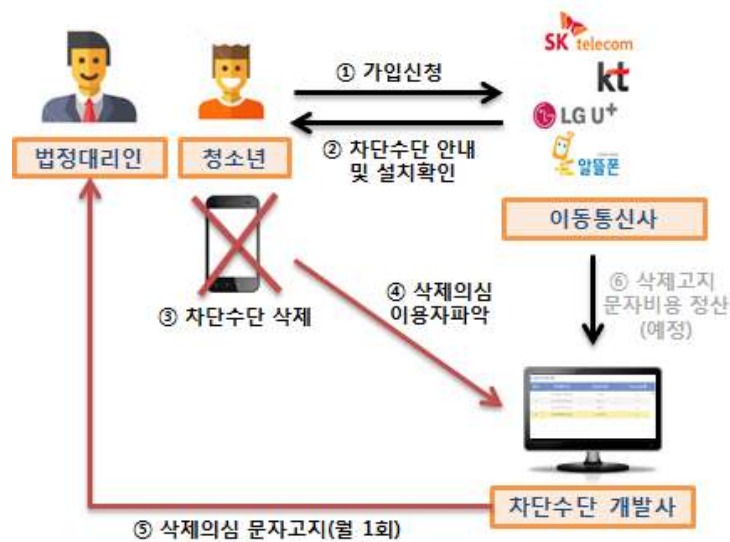 SK telecom
kt
LG U+
알뜰폰
① 가입신청
② 차단수단 안내
및 설치확인
법정대리인
청소년
이동통신사
③ 차단수단 삭제
④ 삭제의심
이용자파악
⑥ 삭제고지
문자비용 정산
(예정)
차단수단 개발사
⑤ 삭제의심 문자고지(월 1회)